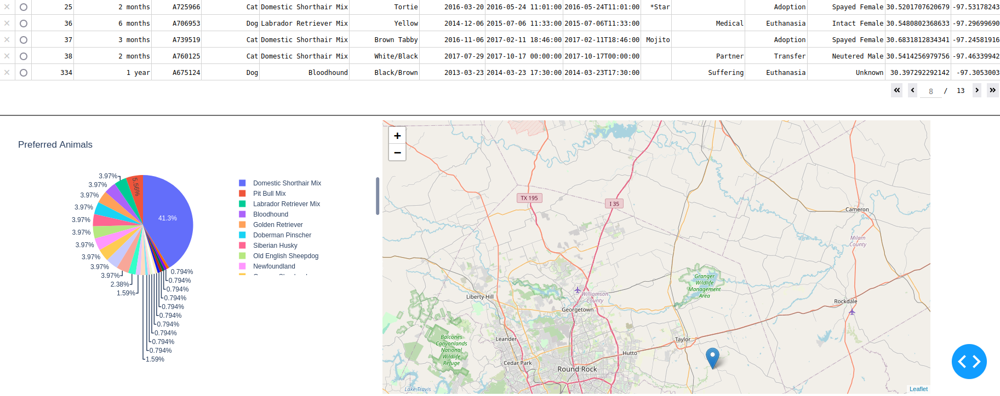 25 2 months A725966 Cat Domestic Shorthair Mix Tortie 2016-03-20 2016-05-24 11:01:00 2016-05-24T11:01:00 *Star Adoption Spayed Female 30.5201707620679 -97.53178243
36 6 months A706953 Dog Labrador Retriever Mix Yellow 2014-12-06 2015-07-06 11:33:00 2015-07-06T11:33:00 Medical Euthanasia Intact Female 30.5480802368633 -97.29699690
37 3 months A739519 Cat Domestic Shorthair Mix Brown Tabby 2016-11-06 2017-02-11 18:46:00 2017-02-11T18:46:00 Mojito Adoption Spayed Female 30.6831812834341 -97.24581916
38 2 months A760125 Cat Domestic Shorthair Mix White/Black 2017-07-29 2017-10-17 00:00:00 2017-10-17T00:00:00 Partner Transfer Neutered Male 30.5414256979756 -97.46339942
334 1 year A675124 Dog Bloodhound Black/Brown 2013-03-23 2014-03-23 17:30:00 2014-03-23T17:30:00 Suffering Euthanasia Unknown 30.397292292142 -97.3053003
8 / 13
Preferred Animals
3.97%
3.97%
3.97%
3.97%
3.97%
3.97%
3.97%
3.97%
3.97%
3.97%
2.38%
1.59%
5.56%
41.3%
0.794%
0.794%
0.794%
0.794%
0.794%
0.794%
0.794%
0.794%
0.794%
0.794%
1.59%
Domestic Shorthair Mix
Pit Bull Mix
Labrador Retriever Mix
Bloodhound
Golden Retriever
Doberman Pinscher
Siberian Husky
Old English Sheepdog
Newfoundland
+
−
TX 195
I 35
Cameron
Milam
County
Granger
Wildlife
Management
Area
Liberty Hill
Williamson
County
Georgetown
Rockdale
Balcones
Canyonlands
National
Wildlife
Refuge
Leander
Taylor
Hutto
Cedar Park
Round Rock
Lake Travis
Leaflet